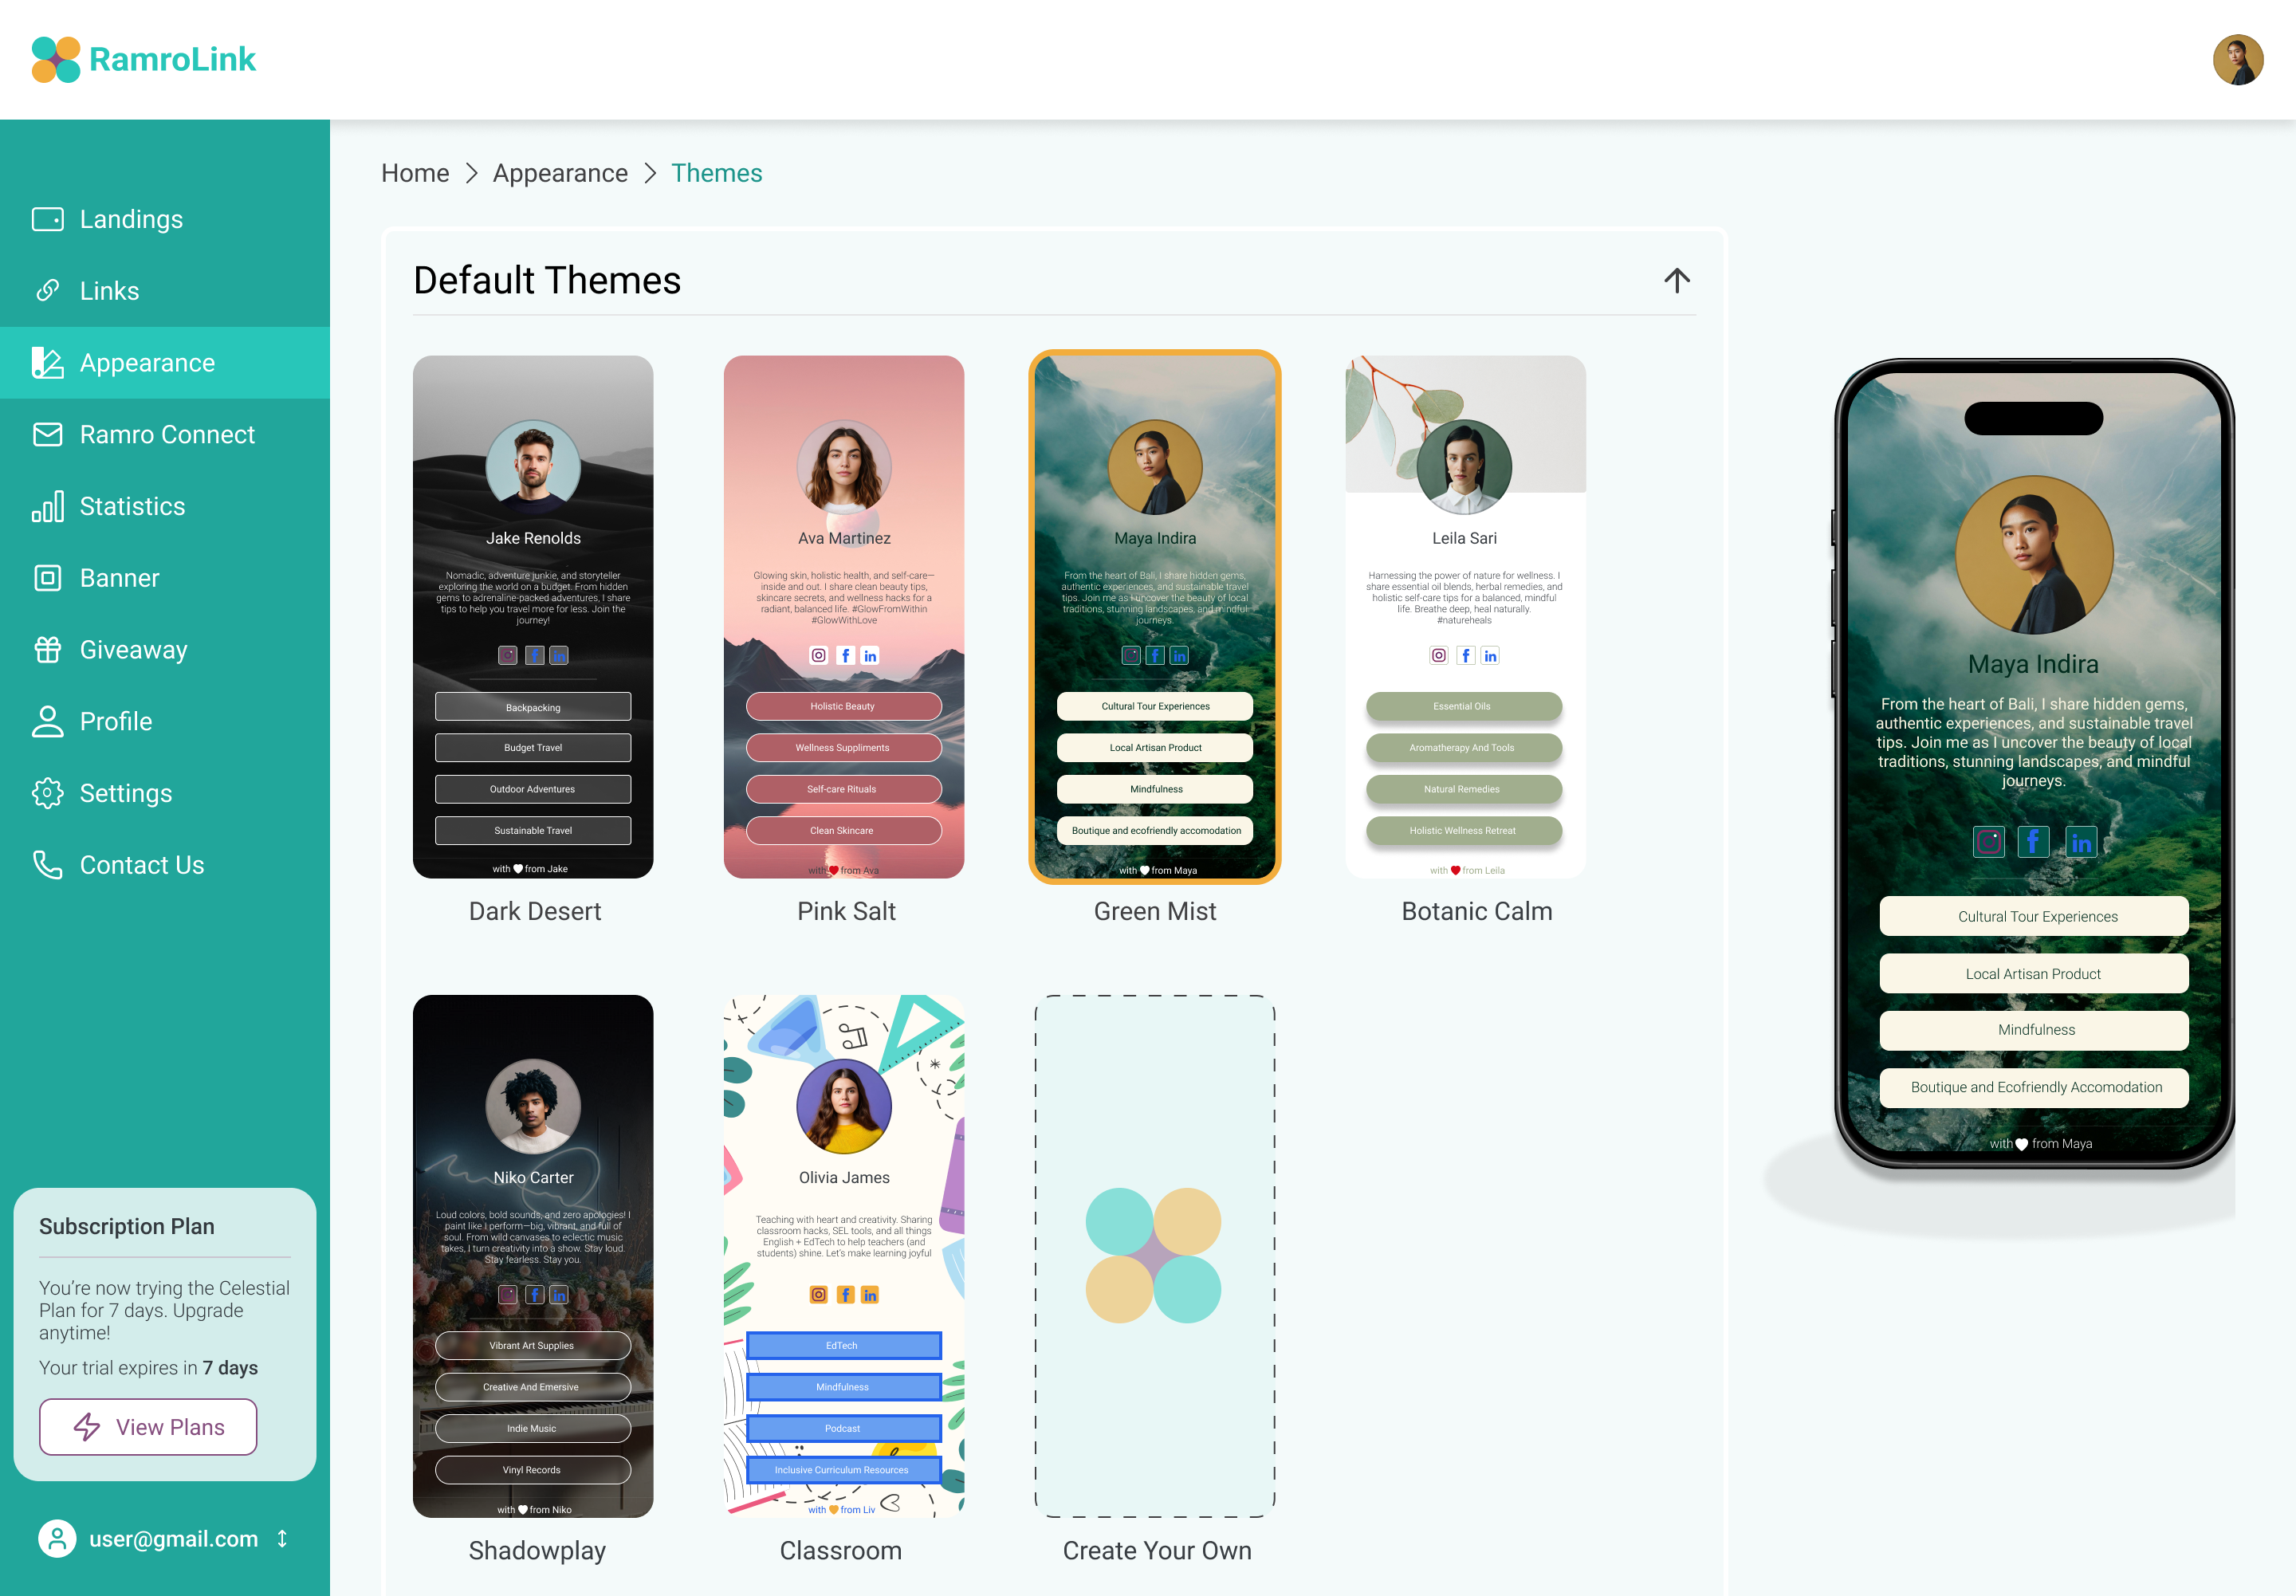 RamroLink
Landings
Links
Appearance
Ramro Connect
Statistics
Banner
Giveaway
Profile
Settings
Contact Us
Subscription Plan
You're now trying the Celestial
Plan for 7 days. Upgrade
anytime!
Your trial expires in 7 days
View Plans
user@gmail.com
Home > Appearance > Themes
Default Themes
Jake Renolds
Nomadic, adventure junkie, and storyteller
exploring the world on a budget. From hidden
gems to adrenaline-packed adventures, I share
tips to help you travel more for less. Join the
journey!
Backpacking
Budget Travel
Outdoor Adventures
Sustainable Travel
with from Jake
Dark Desert
Ava Martinez
Glowing skin, holistic health, and self-care—
inside and out. I share clean beauty tips,
skincare secrets, and wellness hacks for a
radiant, balanced life. #GlowFromWithin
#GlowWithLove
Holistic Beauty
Wellness Suppliments
Self-care Rituals
Clean Skincare
with from Ava
Pink Salt
Maya Indira
From the heart of Bali, I share hidden gems,
authentic experiences, and sustainable travel
tips. Join me as I uncover the beauty of local
traditions, stunning landscapes, and mindful
journeys.
Cultural Tour Experiences
Local Artisan Product
Mindfulness
Boutique and ecofriendly accomodation
with from Maya
Green Mist
Leila Sari
Harnessing the power of nature for wellness. I
share essential oil blends, herbal remedies, and
holistic self-care tips for a balanced, mindful
life. Breathe deep, heal naturally.
#natureheals
Essential Oils
Aromatherapy And Tools
Natural Remedies
Holistic Wellness Retreat
with from Leila
Botanic Calm
Niko Carter
Loud colors, bold sounds, and zero apologies! I
paint like I perform—big, vibrant, and full of
soul. From wild canvases to eclectic music
takes, I turn creativity into a show. Stay loud.
Stay fearless. Stay you.
Vibrant Art Supplies
Creative And Emersive
Indie Music
Vinyl Records
with from Niko
Shadowplay
Olivia James
Teaching with heart and creativity. Sharing
classroom hacks, SEL tools, and all things
English + EdTech to help teachers (and
students) shine. Let's make learning joyful
EdTech
Mindfulness
Podcast
Inclusive Curriculum Resources
with from Liv
Classroom
Create Your Own
Maya Indira
From the heart of Bali, I share hidden gems,
authentic experiences, and sustainable travel
tips. Join me as I uncover the beauty of local
traditions, stunning landscapes, and mindful
journeys.
Cultural Tour Experiences
Local Artisan Product
Mindfulness
Boutique and Ecofriendly Accomodation
with from Maya